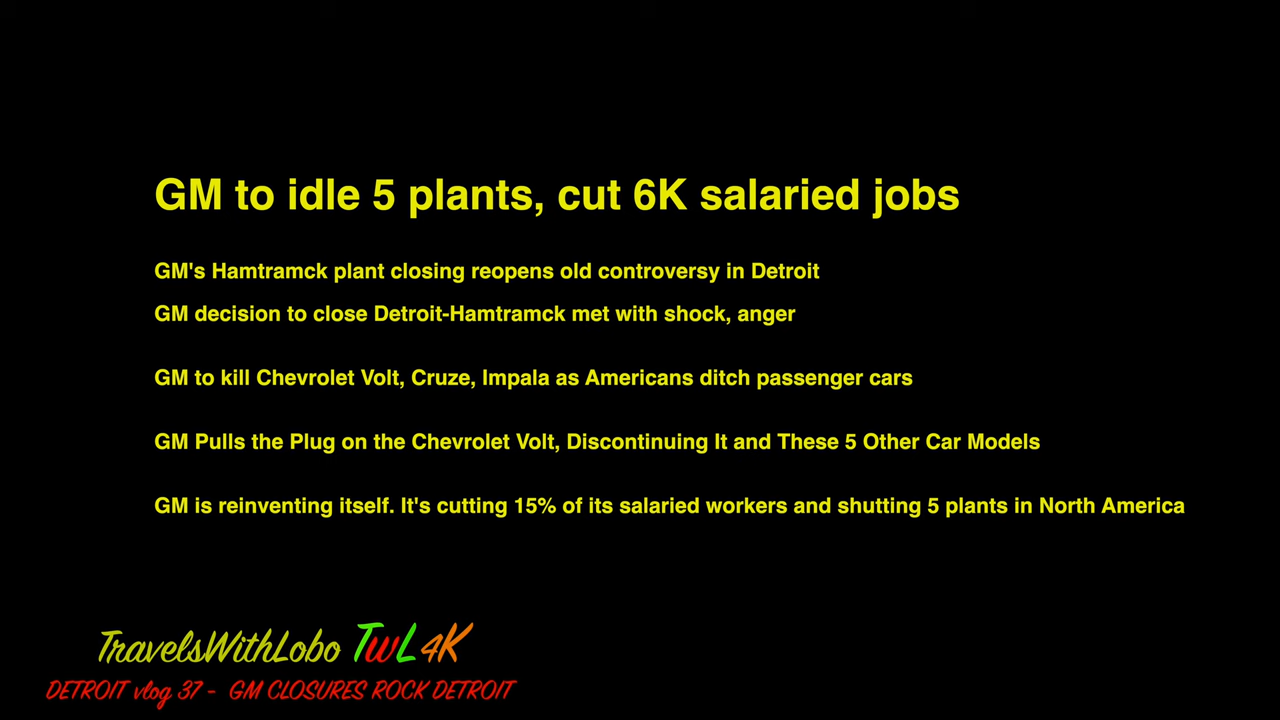 GM to idle 5 plants, cut 6K salaried jobs
GM's Hamtramck plant closing reopens old controversy in Detroit
GM decision to close Detroit-Hamtramck met with shock, anger
GM to kill Chevrolet Volt, Cruze, Impala as Americans ditch passenger cars
GM Pulls the Plug on the Chevrolet Volt, Discontinuing It and These 5 Other Car Models
GM is reinventing itself. It's cutting 15% of its salaried workers and shutting 5 plants in North America
TravelsWithLobo TwL 4K
DETROIT vlog 37 - GM CLOSURES ROCK DETROIT